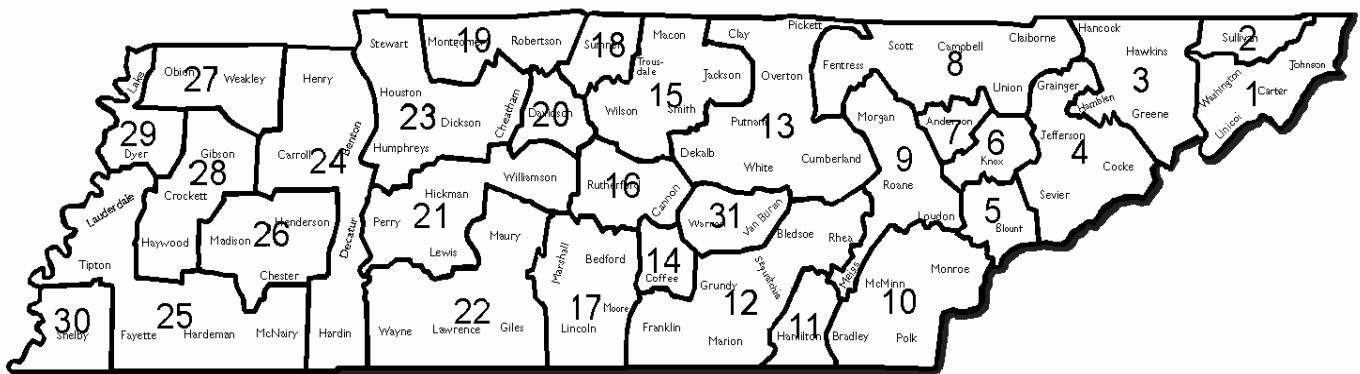 Stewart
Montgomery
19
Robertson
Sumner
18
Macon
Clay
Pickett
Scott
Campbell
8
Claiborne
Hancock
Hawkins
Sullivan
2
Lake
Obion
27
Weakley
Henry
Houston
23
Dickson
Humphreys
Cheatham
Davidson
20
Trous-
dale
Jackson
15
Wilson
Smith
Overton
Fentress
Putnam
13
Union
Grainger
Hamblen
3
Greene
Washington
1
Carter
Johnson
Unicoi
29
Dyer
Gibson
28
Crockett
Carroll
24
Benton
Dekalb
White
Cumberland
Morgan
9
Roane
Anderson
7
6
Knox
Jefferson
4
Cocke
Sevier
Lauderdale
Haywood
Madison
26
Henderson
Chester
Decatur
Perry
Hickman
21
Lewis
Williamson
Maury
Rutherford
16
Cannon
Warren
31
Van Buran
Bledsoe
Rhea
Loudon
5
Blount
Tipton
30
Shelby
25
Fayette
Hardeman
McNairy
Hardin
Wayne
Lawrence
22
Giles
Marshall
Bedford
17
Moore
Lincoln
14
Coffee
Grundy
12
Sequatchie
Franklin
Marion
11
Hamilton
Meigs
McMinn
10
Monroe
Bradley
Polk